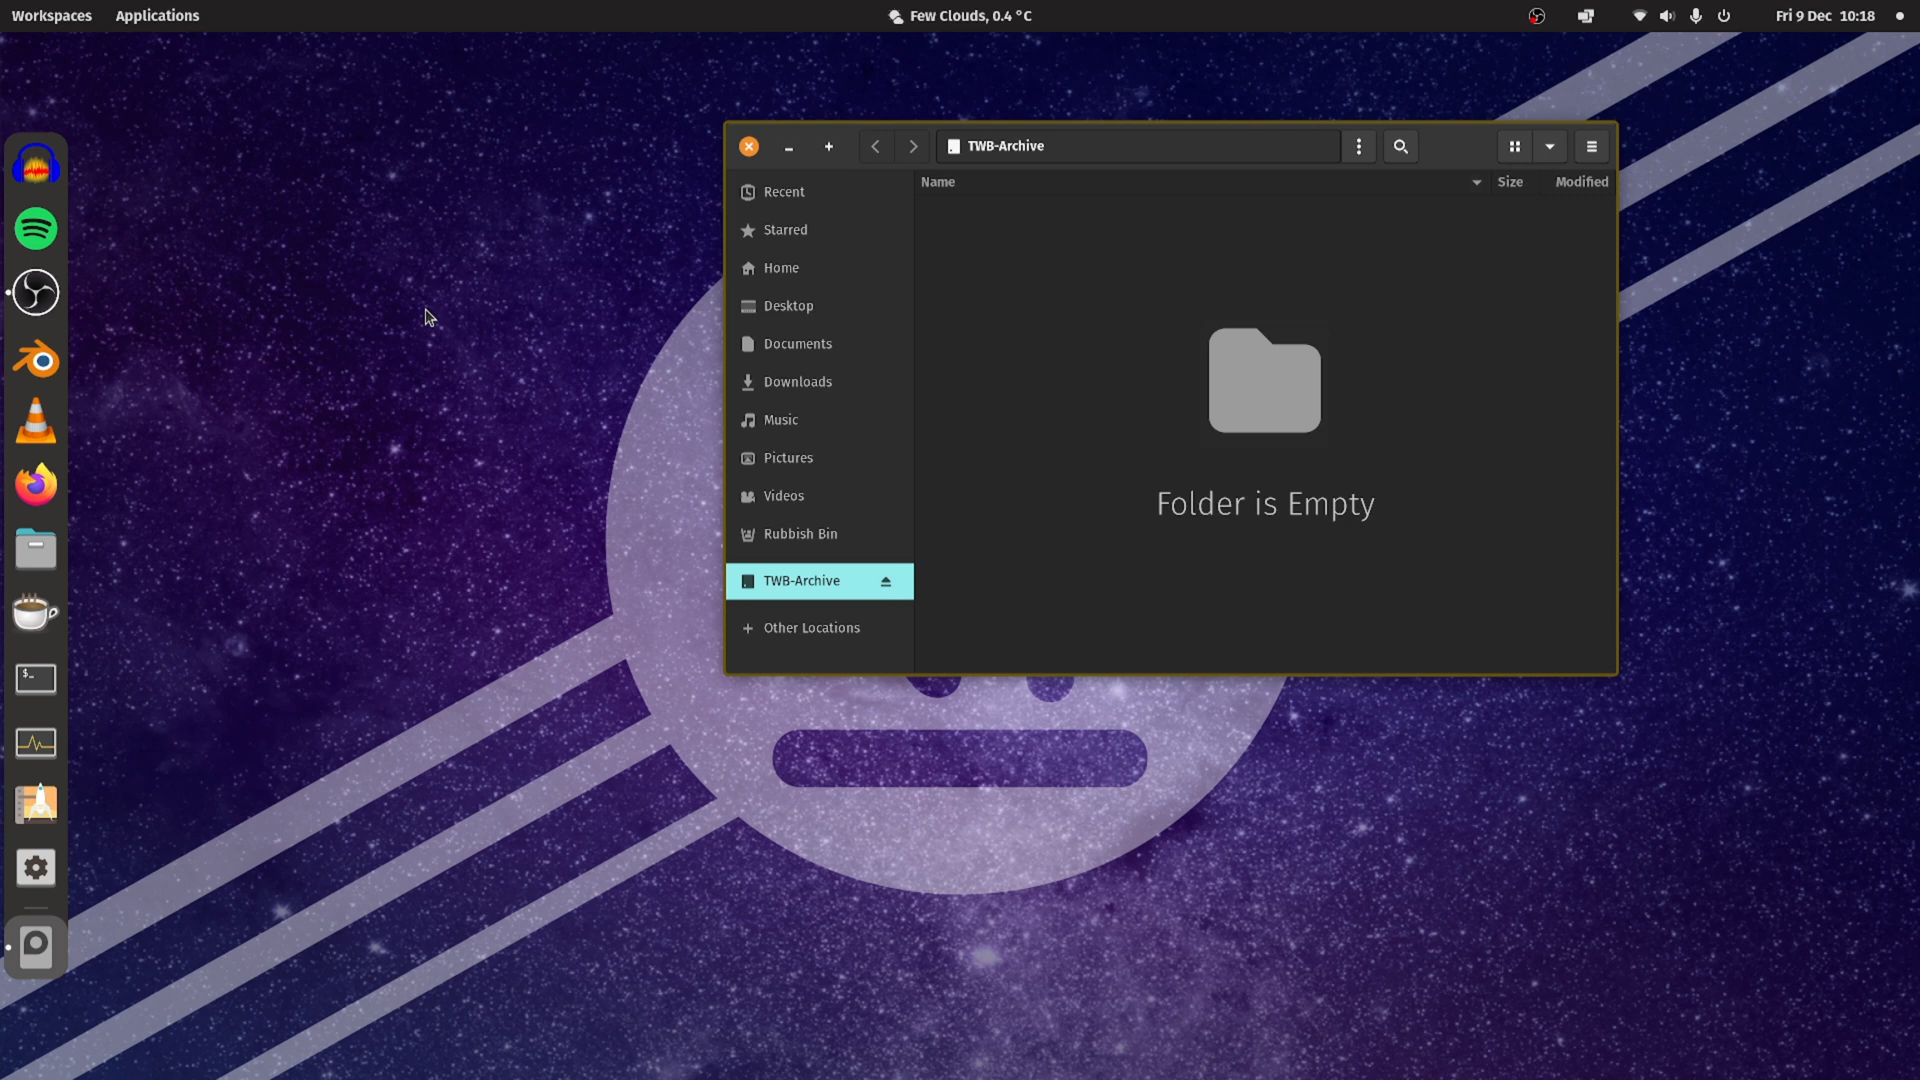 Workspaces Applications Few Clouds, 0.4 °C Fri 9 Dec 10:18
TWB-Archive
Name Size Modified
Recent
Starred
Home
Desktop
Documents
Downloads
Music
Pictures
Videos
Rubbish Bin
TWB-Archive
Other Locations
Folder is Empty
$-